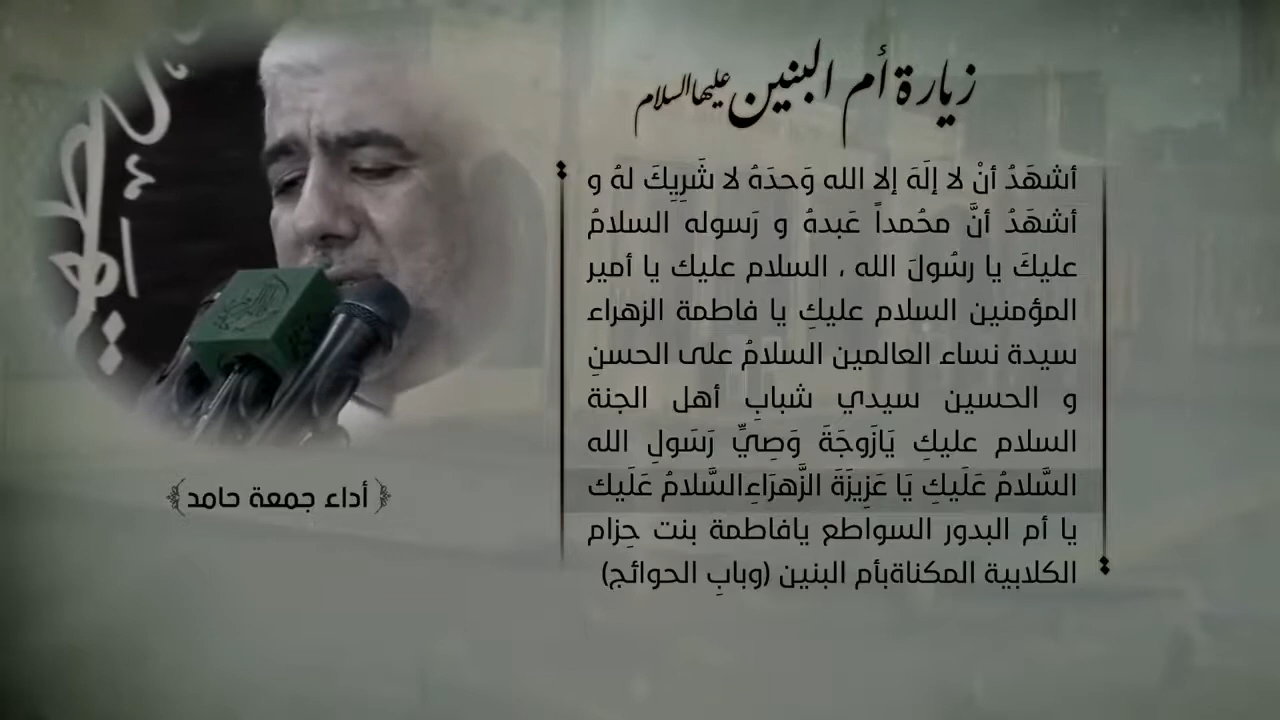 زيارة أم البنين عليها السلام
أشهَدُ أنْ لا إلَهَ إلا الله وَحدَهُ لا شَرِيِكَ لهُ و
أشهَدُ أنَّ محُمداً عَبدهُ و رَسوله السلامُ
عليكَ يا رسُولَ الله ، السلام عليك يا أمير
المؤمنين السلام عليكِ يا فاطمة الزهراء
سيدة نساء العالمين السلامُ على الحسنِ
و الحسين سيدي شبابِ أهل الجنة
السلام عليكِ يَازَوجَةَ وَصِيِّ رَسَولِ الله
السَّلامُ عَلَيكِ يَا عَزِيزَةَ الزَّهرَاءِالسَّلامُ عَلَيك
يا أم البدور السواطع يافاطمة بنت حِزام
الكلابية المكناةبأم البنين (وبابِ الحوائج)
أداء جمعة حامد